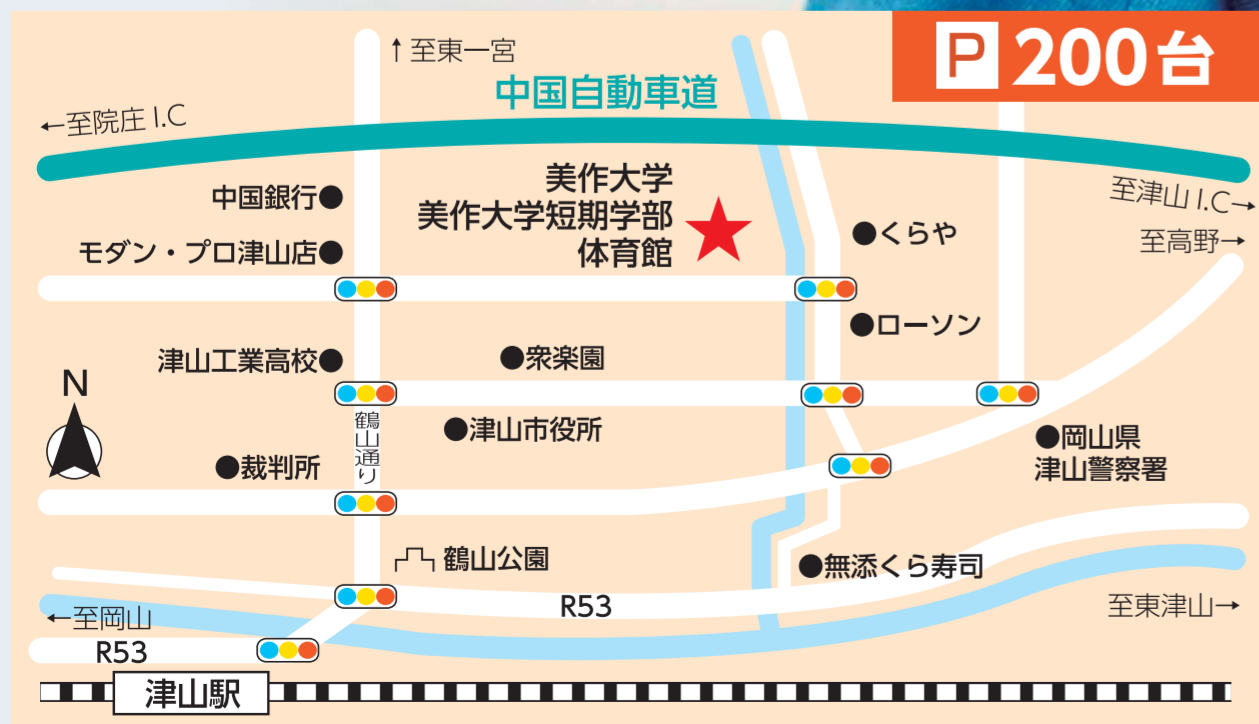 P 200台
↑至東一宮
中国自動車道
←至院庄 I.C
至津山 I.C→
至高野→
中国銀行●
美作大学
美作大学短期学部
体育館
●くらや
モダン・プロ津山店●
●ローソン
津山工業高校●
●衆楽園
N
鶴山通り
●津山市役所
●岡山県
津山警察署
●裁判所
鶴山公園
●無添くら寿司
R53
←至岡山
至東津山→
R53
津山駅